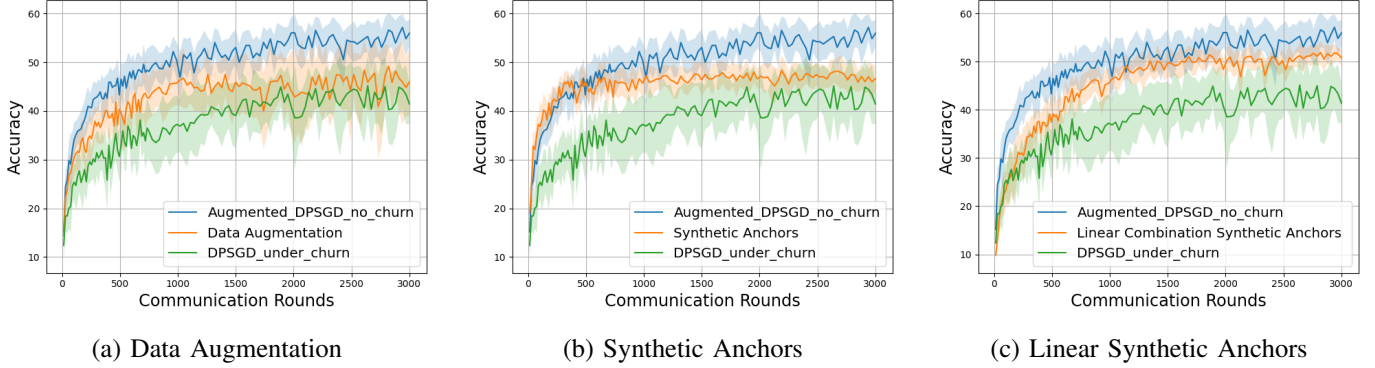 60
50
40
30
20
10
Accuracy
0 500 1000 1500 2000 2500 3000
Communication Rounds
Augmented_DPSGD_no_churn
Data Augmentation
DPSGD_under_churn
(a) Data Augmentation
60
50
40
30
20
10
Accuracy
0 500 1000 1500 2000 2500 3000
Communication Rounds
Augmented_DPSGD_no_churn
Synthetic Anchors
DPSGD_under_churn
(b) Synthetic Anchors
60
50
40
30
20
10
Accuracy
0 500 1000 1500 2000 2500 3000
Communication Rounds
Augmented_DPSGD_no_churn
Linear Combination Synthetic Anchors
DPSGD_under_churn
(c) Linear Synthetic Anchors